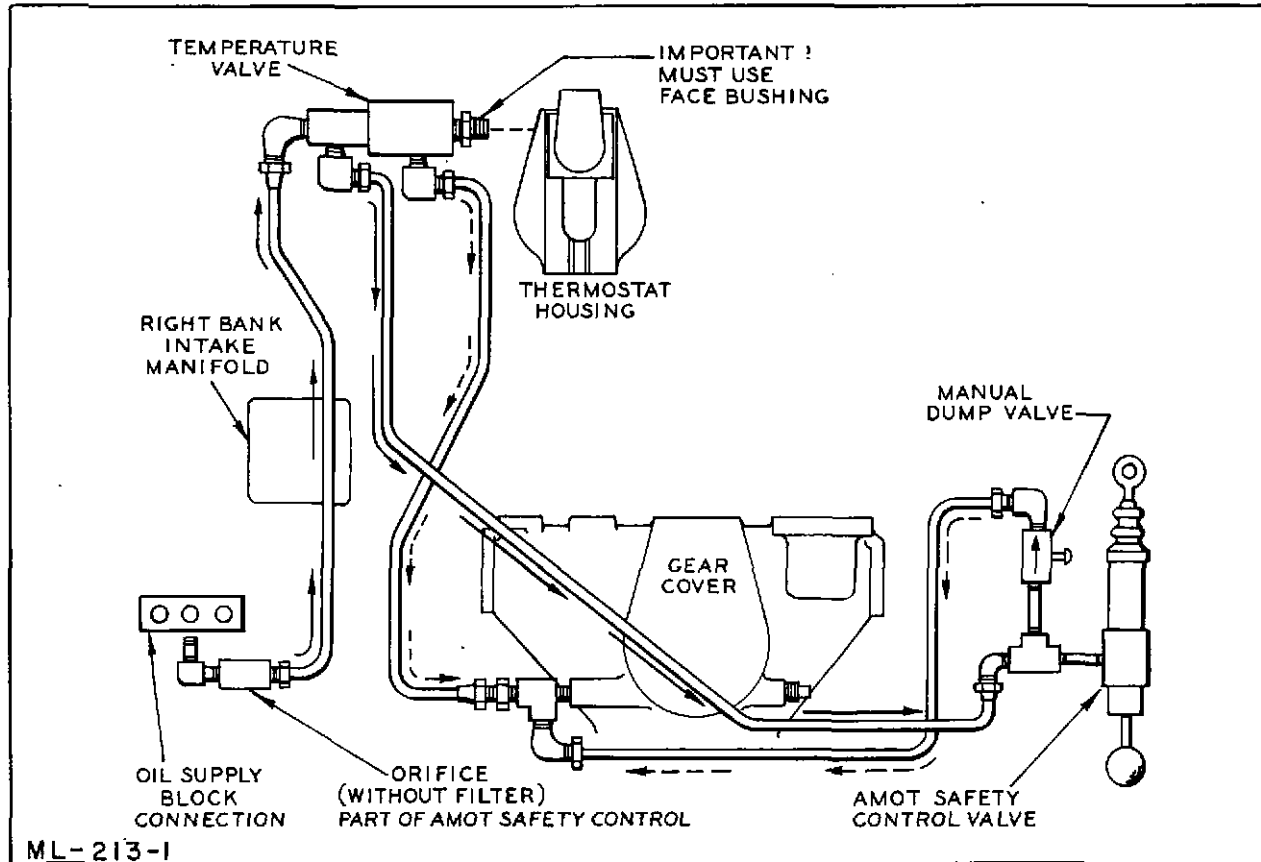 TEMPERATURE
VALVE
IMPORTANT !
MUST USE
FACE BUSHING
THERMOSTAT
HOUSING
RIGHT BANK
INTAKE
MANIFOLD
MANUAL
DUMP VALVE
GEAR
COVER
OIL SUPPLY
BLOCK
CONNECTION
ORIFICE
(WITHOUT FILTER)
PART OF AMOT SAFETY CONTROL
AMOT SAFETY
CONTROL VALVE
ML-213-1